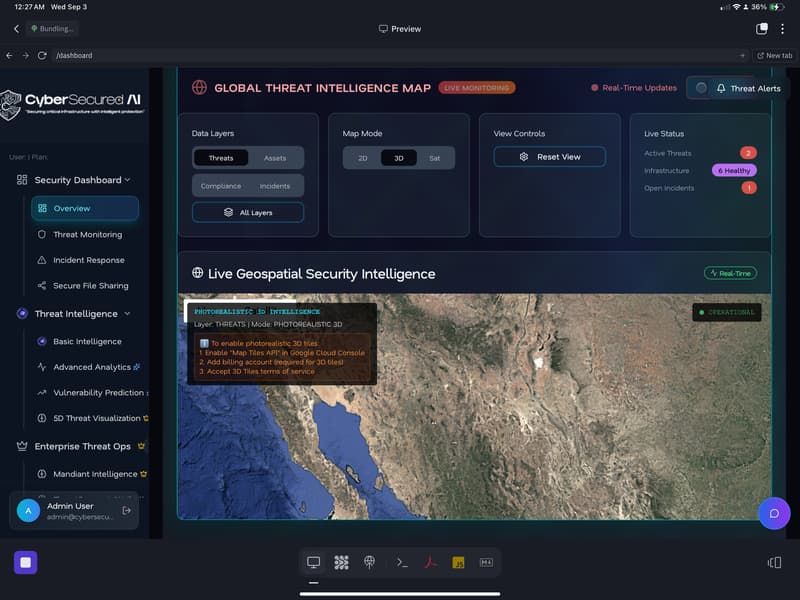 12:27 AM Wed Sep 3
36%
Bundling...
Preview
/dashboard
New tab
CyberSecured AI
"Securing critical infrastructure with intelligent protection"
User: | Plan:
Security Dashboard
Overview
Threat Monitoring
Incident Response
Secure File Sharing
Threat Intelligence
Basic Intelligence
Advanced Analytics
Vulnerability Prediction
5D Threat Visualization
Enterprise Threat Ops
Mandiant Intelligence
A
Admin User
admin@cybersecu...
GLOBAL THREAT INTELLIGENCE MAP
LIVE MONITORING
Real-Time Updates
Threat Alerts
Data Layers
Threats
Assets
Compliance
Incidents
All Layers
Map Mode
2D
3D
Sat
View Controls
Reset View
Live Status
Active Threats
2
Infrastructure
6 Healthy
Open Incidents
1
Live Geospatial Security Intelligence
Real-Time
PHOTOREALISTIC 3D INTELLIGENCE
Layer: THREATS | Mode: PHOTOREALISTIC 3D
To enable photorealistic 3D tiles:
1. Enable "Map Tiles API" in Google Cloud Console
2. Add billing account (required for 3D tiles)
3. Accept 3D Tiles terms of service
OPERATIONAL
JS